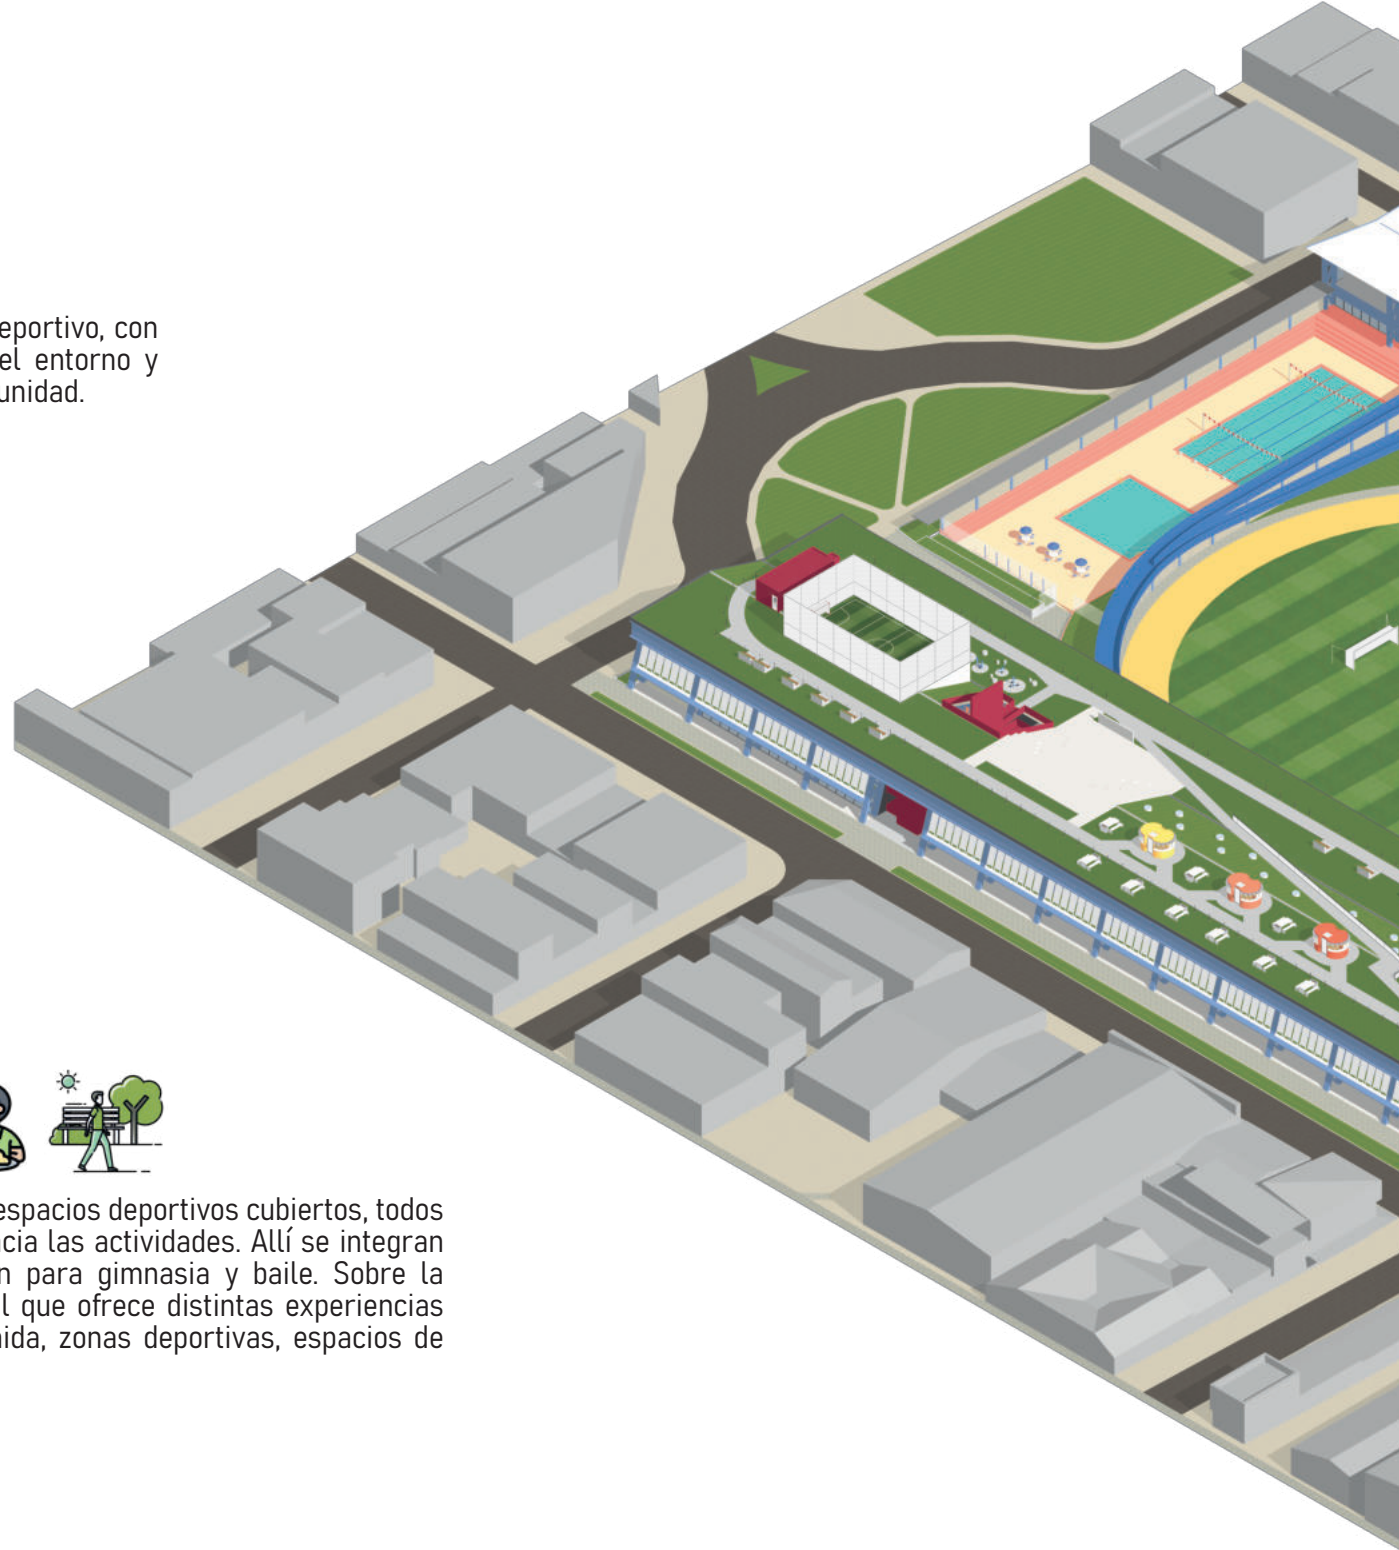 eportivo, con
el entorno y
unidad.
espacios deportivos cubiertos, todos
cia las actividades. Allí se integran
n para gimnasia y baile. Sobre la
l que ofrece distintas experiencias
ida, zonas deportivas, espacios de